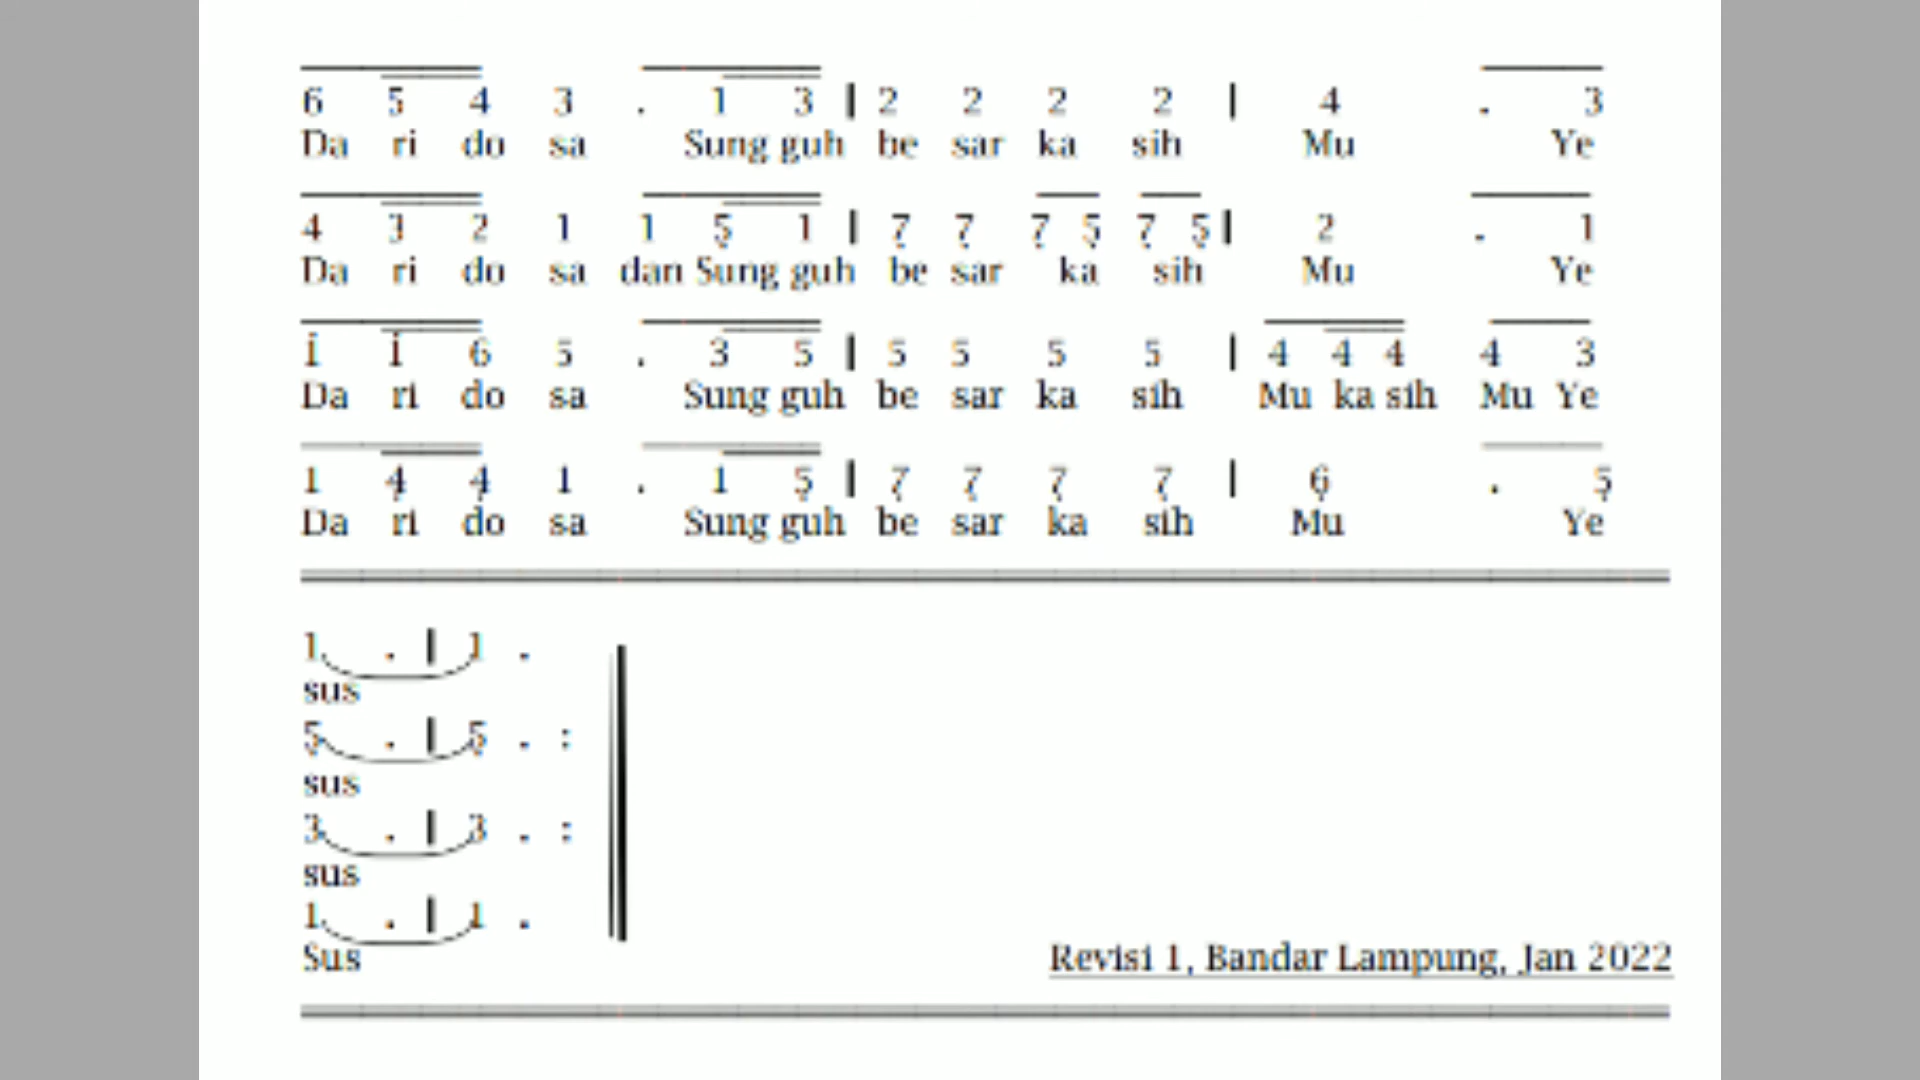 6 5 4 3 . 1 3 | 2 2 2 2 | 4 . 3
Da ri do sa Sung guh be sar ka sih Mu Ye
4 3 2 1 1 5̣ 1 | 7̣ 7̣ 7̣ 5̣ 7̣ 5̣ | 2 . 1
Da ri do sa dan Sung guh be sar ka sih Mu Ye
1̇ 1̇ 6 5 . 3 5 | 5 5 5 5 | 4 4 4 4 3
Da ri do sa Sung guh be sar ka sih Mu ka sih Mu Ye
1 4̣ 4̣ 1 . 1 5̣ | 7̣ 7̣ 7̣ 7̣ | 6̣ . 5̣
Da ri do sa Sung guh be sar ka sih Mu Ye
1 . | 1 .
sus
5̣ . | 5̣ . :
sus
3 . | 3 . :
sus
1 . | 1 .
Sus
Revisi 1, Bandar Lampung, Jan 2022